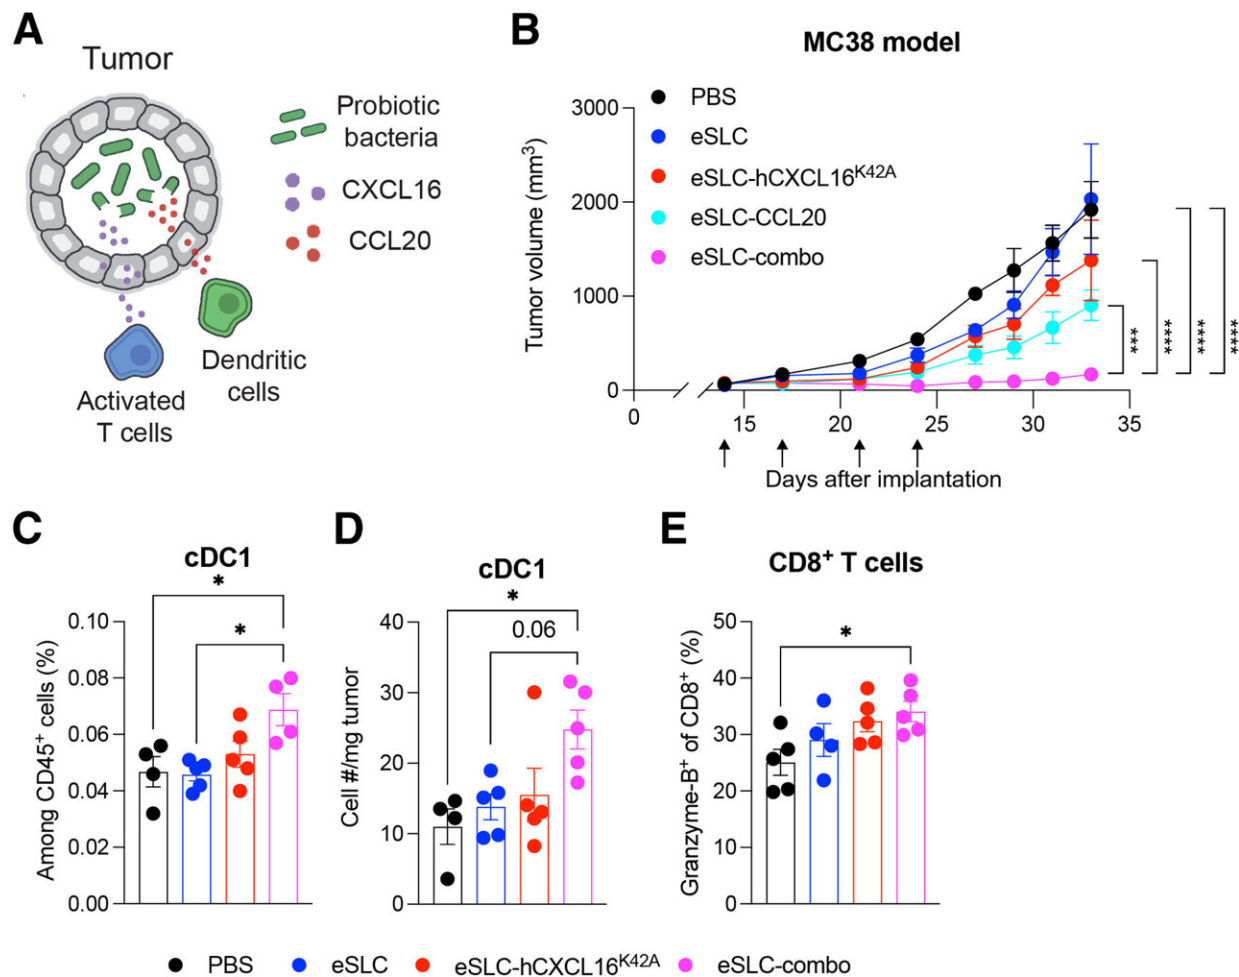 A
Tumor
Probiotic
bacteria
CXCL16
CCL20
Dendritic
cells
Activated
T cells
B
MC38 model
PBS
eSLC
eSLC-hCXCL16^K42A
eSLC-CCL20
eSLC-combo
Tumor volume (mm³)
3000
2000
1000
0
0
15
20
25
30
35
Days after implantation
***
****
****
****
C
cDC1
*
*
Among CD45⁺ cells (%)
0.10
0.08
0.06
0.04
0.02
0.00
D
cDC1
*
0.06
Cell #/mg tumor
40
30
20
10
0
E
CD8⁺ T cells
*
Granzyme-B⁺ of CD8⁺ (%)
50
40
30
20
10
0
PBS
eSLC
eSLC-hCXCL16^K42A
eSLC-combo